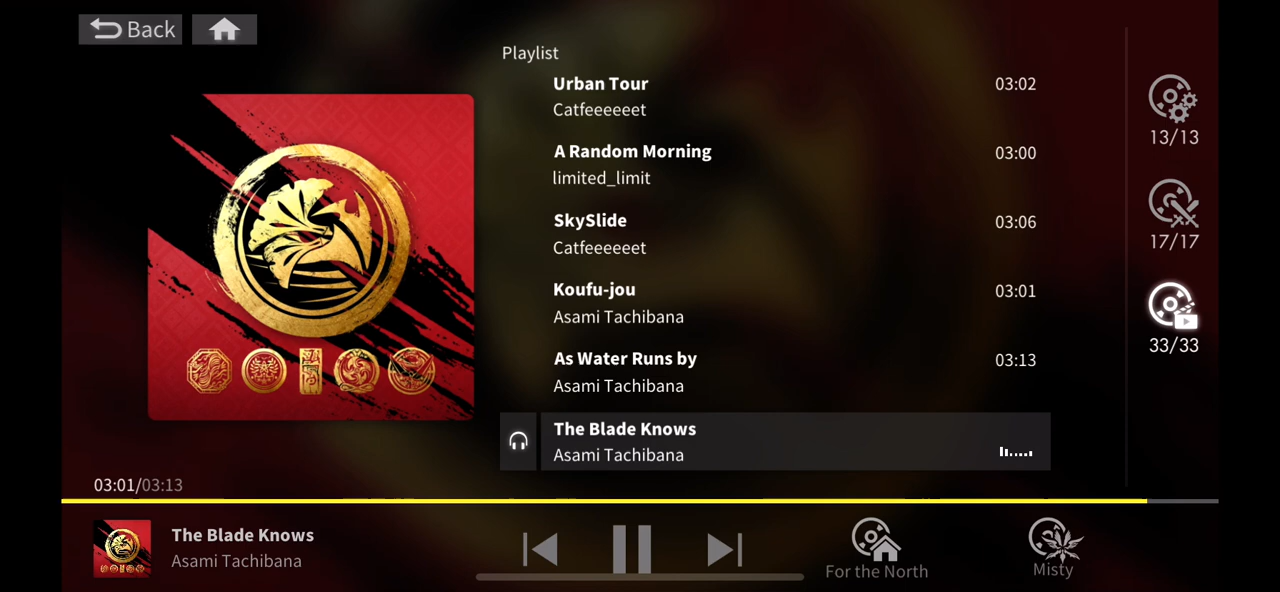 Back
Playlist
Urban Tour 03:02
Catfeeeeeet
A Random Morning 03:00
limited_limit
SkySlide 03:06
Catfeeeeeet
Koufu-jou 03:01
Asami Tachibana
As Water Runs by 03:13
Asami Tachibana
The Blade Knows
Asami Tachibana
13/13
17/17
33/33
03:01/03:13
The Blade Knows
Asami Tachibana
For the North
Misty